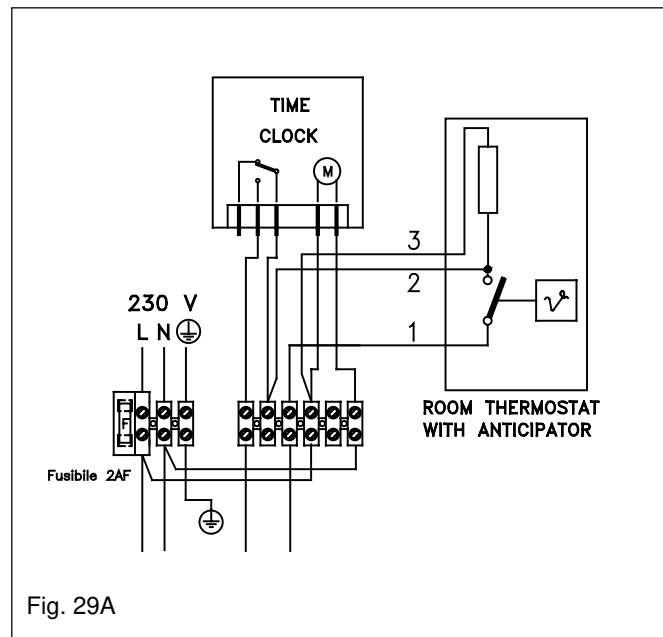 TIME
CLOCK
M
3
2
1
230 V
L N
F
ROOM THERMOSTAT
WITH ANTICIPATOR
Fusibile 2AF
Fig. 29A